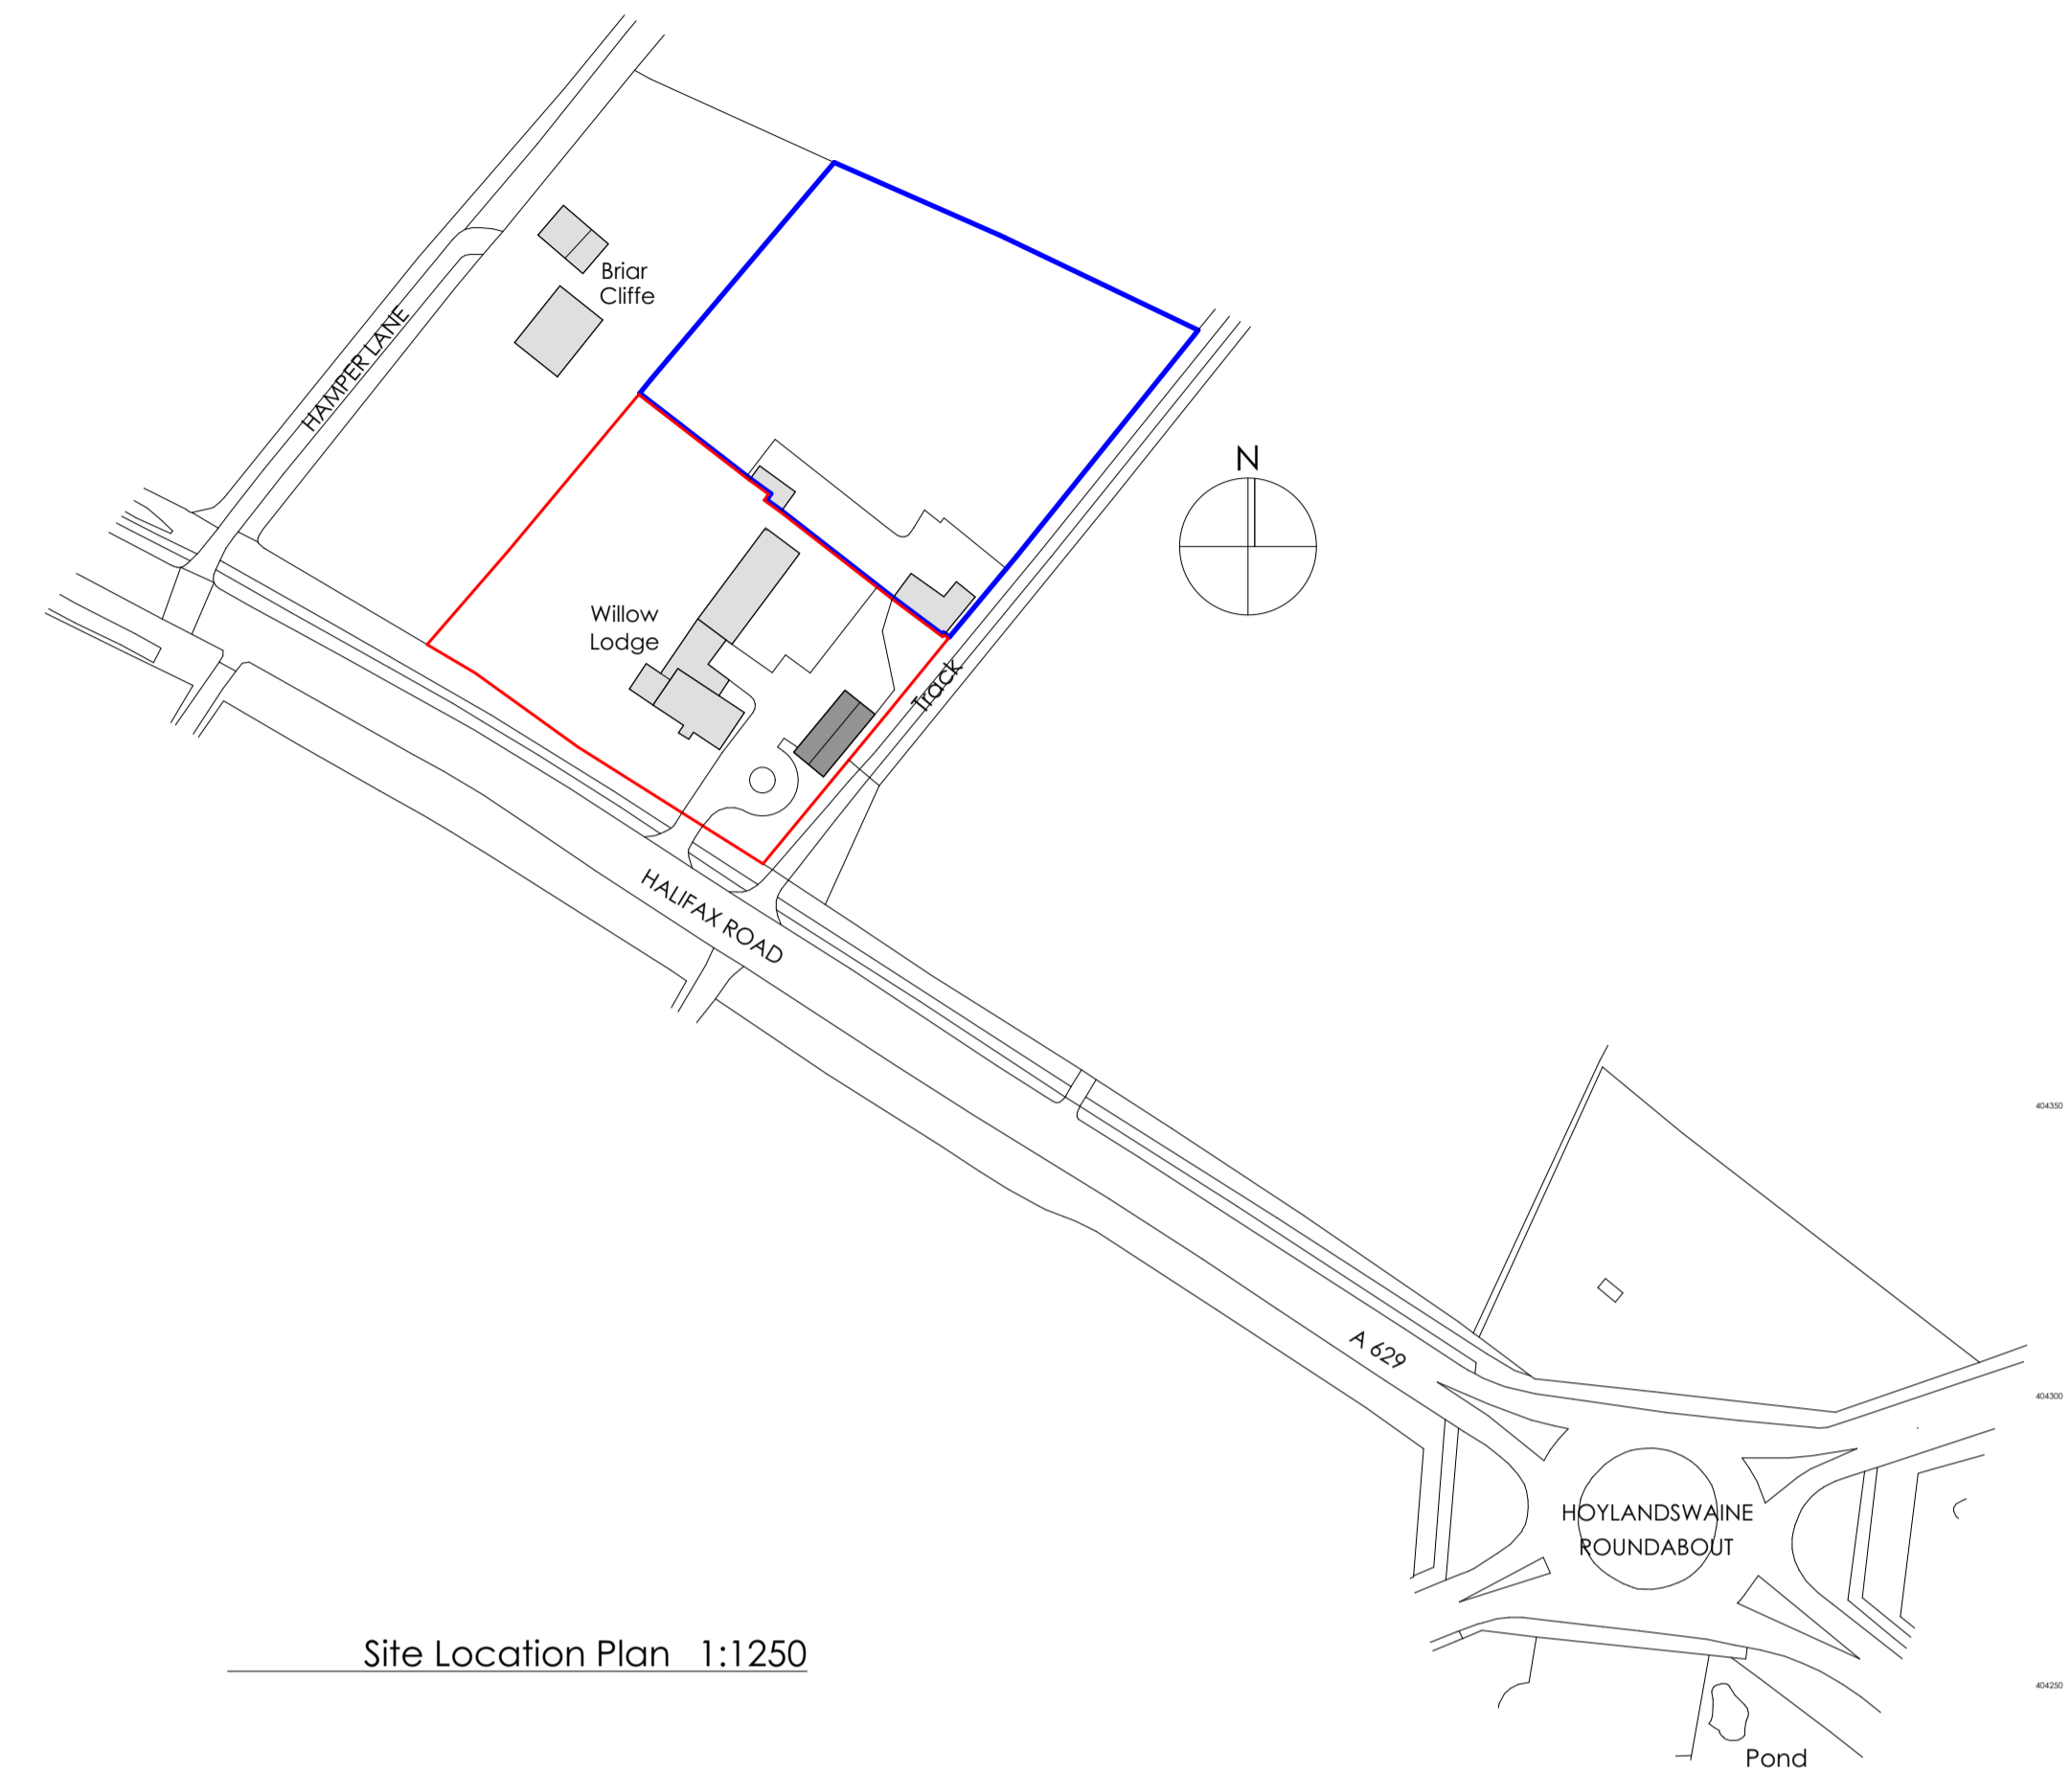 Briar
Cliffe
HAMPER LANE
N
Willow
Lodge
Track
HALIFAX ROAD
404350
A 629
404300
HOYLANDSWAINE
ROUNDABOUT
Site Location Plan 1:1250
404250
Pond